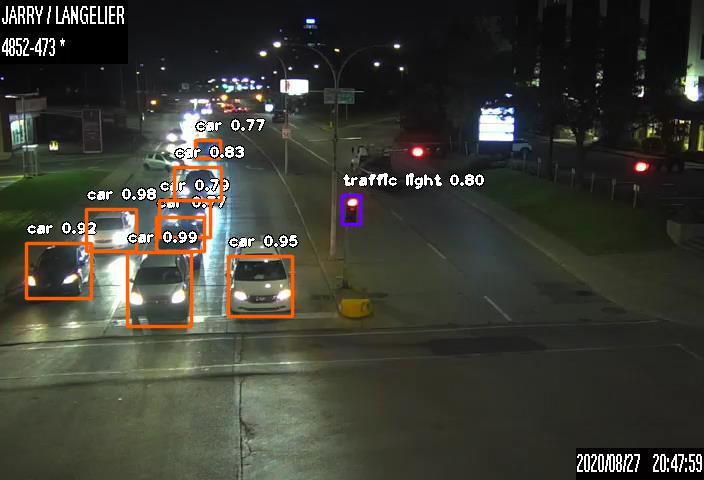 JARRY / LANGELIER
4852-473 *
car 0.77
car 0.83
car 0.79
car 0.98
car 0.92
car 0.99
car 0.95
traffic light 0.80
2020/08/27 20:47:59